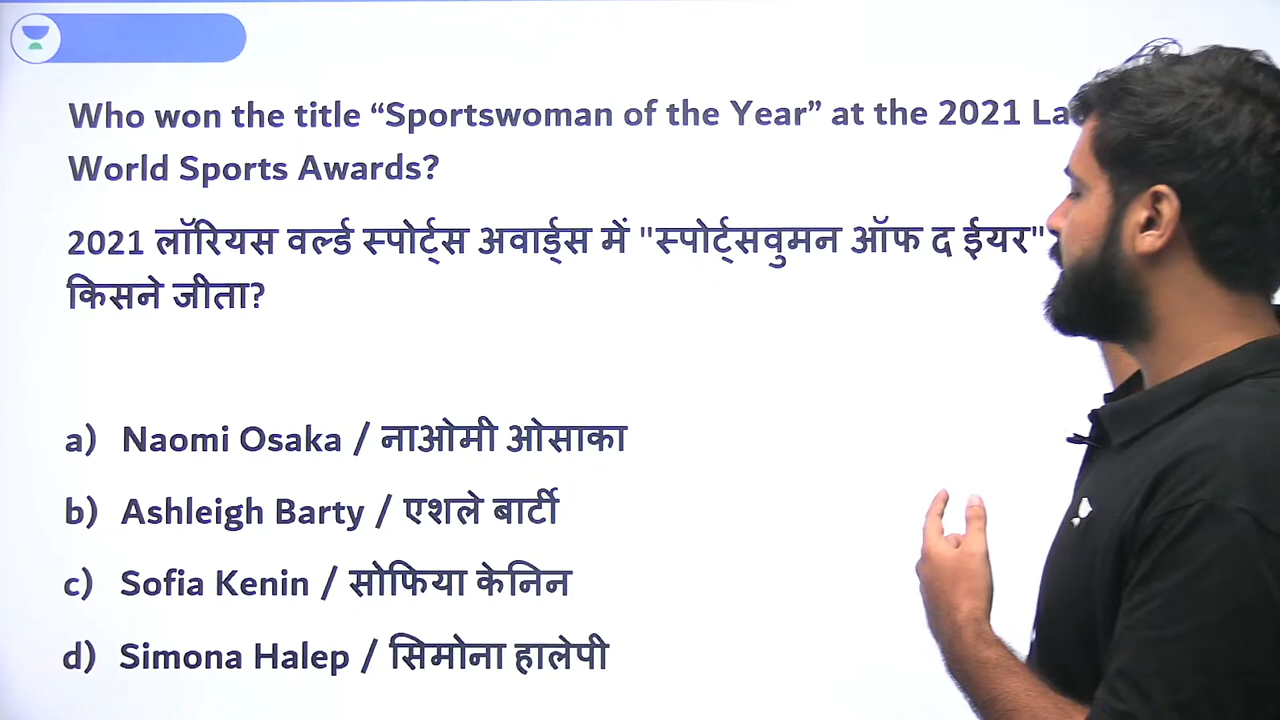 Who won the title “Sportswoman of the Year” at the 2021
World Sports Awards?
2021 लॉरियस वर्ल्ड स्पोर्ट्स अवार्ड्स में "स्पोर्ट्सवुमन ऑफ द ईयर"
किसने जीता?
a) Naomi Osaka / नाओमी ओसाका
b) Ashleigh Barty / एशले बार्टी
c) Sofia Kenin / सोफिया केनिन
d) Simona Halep / सिमोना हालेपी